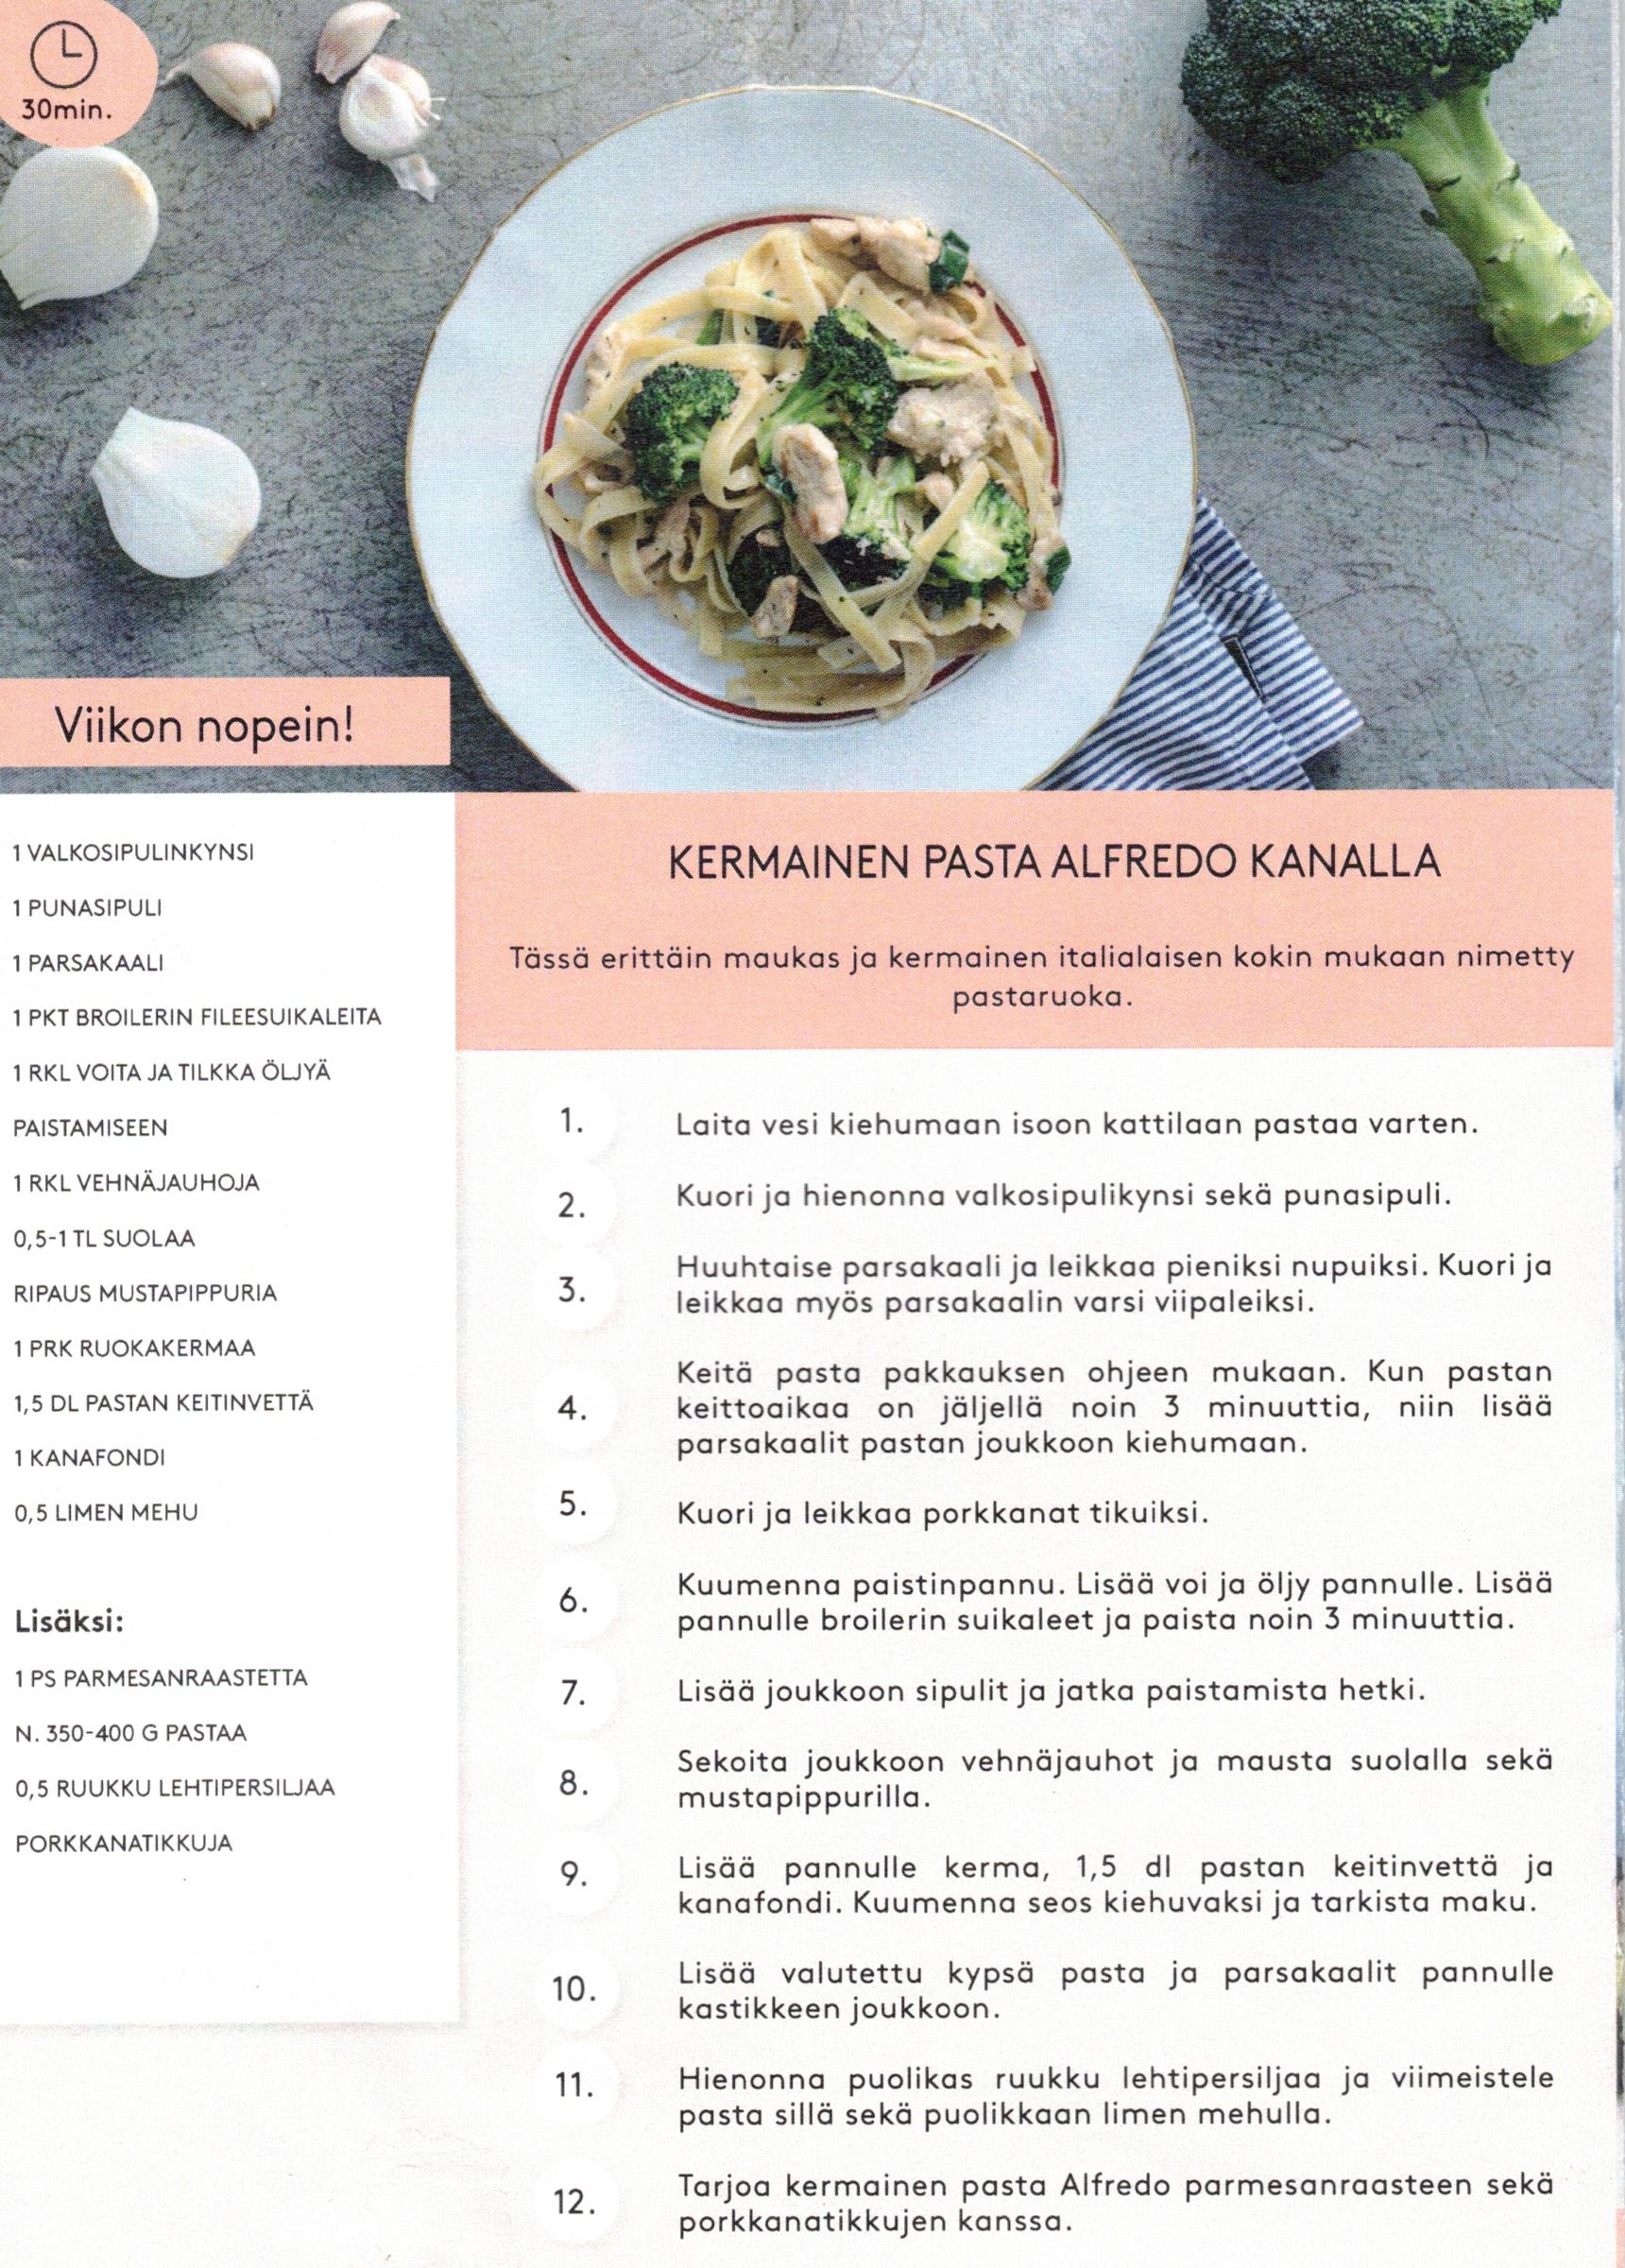 30min.
Viikon nopein!
1 VALKOSIPULINKYNSI
1 PUNASIPULI
1 PARSAKAALI
1 PKT BROILERIN FILEESUIKALEITA
1 RKL VOITA JA TILKKA ÖLJYÄ
PAISTAMISEEN
1 RKL VEHNÄJAUHOJA
0,5-1 TL SUOLAA
RIPAUS MUSTAPIPPURIA
1 PRK RUOKAKERMAA
1,5 DL PASTAN KEITINVETTÄ
1 KANAFONDI
0,5 LIMEN MEHU
Lisäksi:
1 PS PARMESANRAASTETTA
N. 350-400 G PASTAA
0,5 RUUKKU LEHTIPERSILJAA
PORKKANATIKKUJA
KERMAINEN PASTA ALFREDO KANALLA
Tässä erittäin maukas ja kermainen italialaisen kokin mukaan nimetty
pastaruoka.
1. Laita vesi kiehumaan isoon kattilaan pastaa varten.
2. Kuori ja hienonna valkosipulikynsi sekä punasipuli.
3. Huuhtaise parsakaali ja leikkaa pieniksi nupuiksi. Kuori ja
leikkaa myös parsakaalin varsi viipaleiksi.
4. Keitä pasta pakkauksen ohjeen mukaan. Kun pastan
keittoaikaa on jäljellä noin 3 minuuttia, niin lisää
parsakaalit pastan joukkoon kiehumaan.
5. Kuori ja leikkaa porkkanat tikuiksi.
6. Kuumenna paistinpannu. Lisää voi ja öljy pannulle. Lisää
pannulle broilerin suikaleet ja paista noin 3 minuuttia.
7. Lisää joukkoon sipulit ja jatka paistamista hetki.
8. Sekoita joukkoon vehnäjauhot ja mausta suolalla sekä
mustapippurilla.
9. Lisää pannulle kerma, 1,5 dl pastan keitinvettä ja
kanafondi. Kuumenna seos kiehuvaksi ja tarkista maku.
10. Lisää valutettu kypsä pasta ja parsakaalit pannulle
kastikkeen joukkoon.
11. Hienonna puolikas ruukku lehtipersiljaa ja viimeistele
pasta sillä sekä puolikkaan limen mehulla.
12. Tarjoa kermainen pasta Alfredo parmesanraasteen sekä
porkkanatikkujen kanssa.